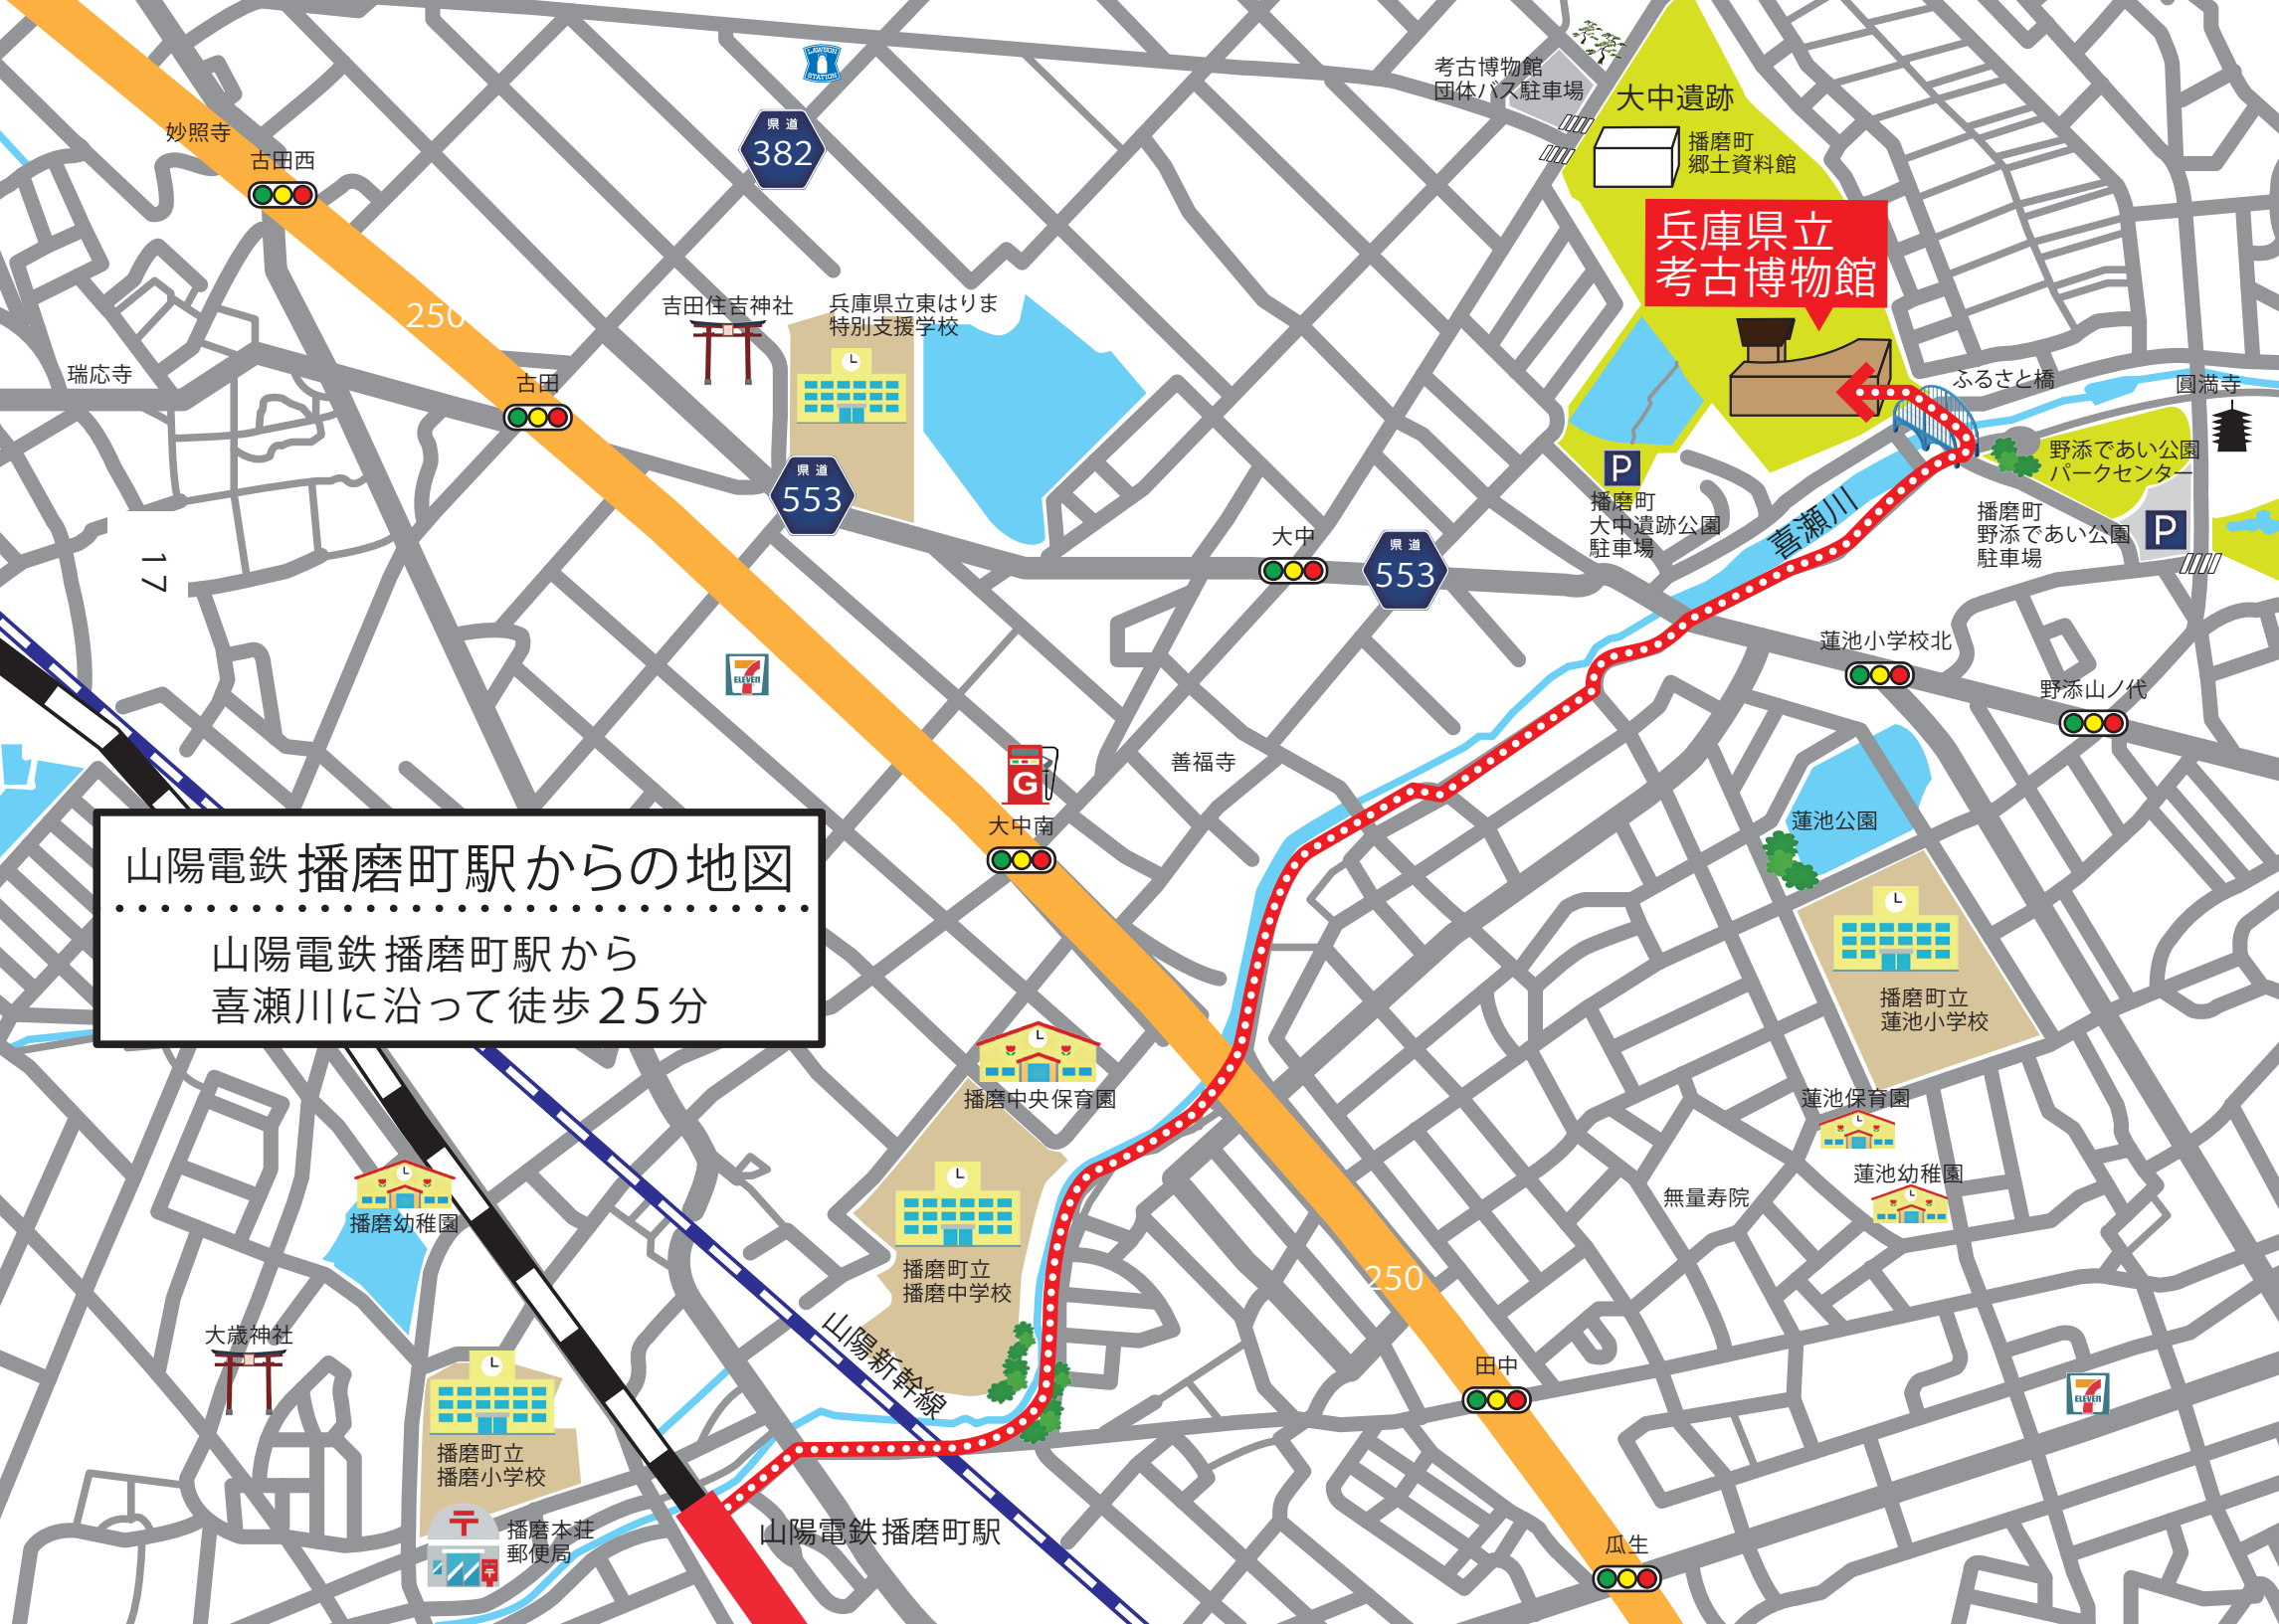 LAWSON
STATION
考古博物館
団体バス駐車場
大中遺跡
播磨町
郷土資料館
妙照寺
古田西
県道
382
兵庫県立
考古博物館
250
吉田住吉神社
兵庫県立東はりま
特別支援学校
瑞応寺
古田
ふるさと橋
圓満寺
野添であい公園
パークセンター
県道
553
P
播磨町
大中遺跡公園
駐車場
喜瀬川
播磨町
野添であい公園
駐車場
P
大中
県道
553
17
蓮池小学校北
野添山ノ代
7
ELEVEn
善福寺
G
大中南
蓮池公園
山陽電鉄 播磨町駅からの地図
山陽電鉄 播磨町駅から
喜瀬川に沿って徒歩25分
播磨町立
蓮池小学校
播磨中央保育園
蓮池保育園
蓮池幼稚園
無量寿院
播磨幼稚園
播磨町立
播磨中学校
250
大歳神社
山陽新幹線
田中
7
ELEVEn
播磨町立
播磨小学校
〒
播磨本荘
郵便局
〒
山陽電鉄 播磨町駅
瓜生